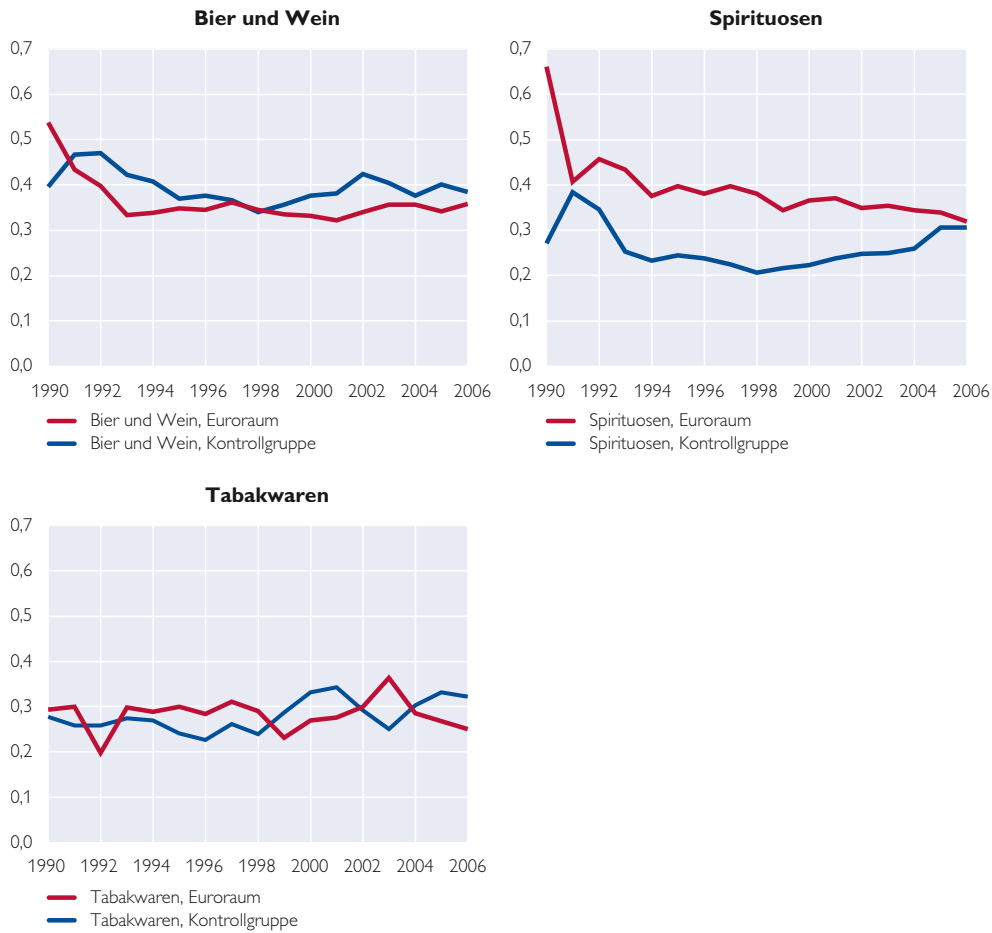 Bier und Wein
0,7
0,6
0,5
0,4
0,3
0,2
0,1
0,0
1990 1992 1994 1996 1998 2000 2002 2004 2006
Bier und Wein, Euroraum
Bier und Wein, Kontrollgruppe
Spirituosen
0,7
0,6
0,5
0,4
0,3
0,2
0,1
0,0
1990 1992 1994 1996 1998 2000 2002 2004 2006
Spirituosen, Euroraum
Spirituosen, Kontrollgruppe
Tabakwaren
0,7
0,6
0,5
0,4
0,3
0,2
0,1
0,0
1990 1992 1994 1996 1998 2000 2002 2004 2006
Tabakwaren, Euroraum
Tabakwaren, Kontrollgruppe